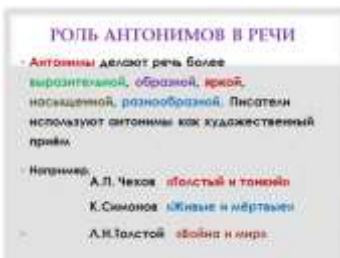 РОЛЬ АНТОНИМОВ В РЕЧИ
Антонимы делают речь более
выразительной, образной, яркой,
насыщенной, разнообразной. Писатели
используют антонимы как художественный
приём
Например,
А.П. Чехов «Толстый и тонкий»
К.Симонов «Живые и мёртвые»
Л.Н.Толстой «Война и мир»